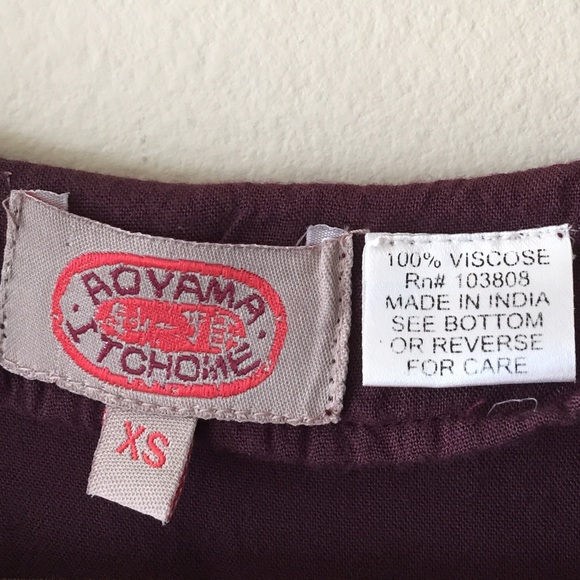 AOYAMA
ITCHOME
XS
100% VISCOSE
Rn# 103808
MADE IN INDIA
SEE BOTTOM
OR REVERSE
FOR CARE